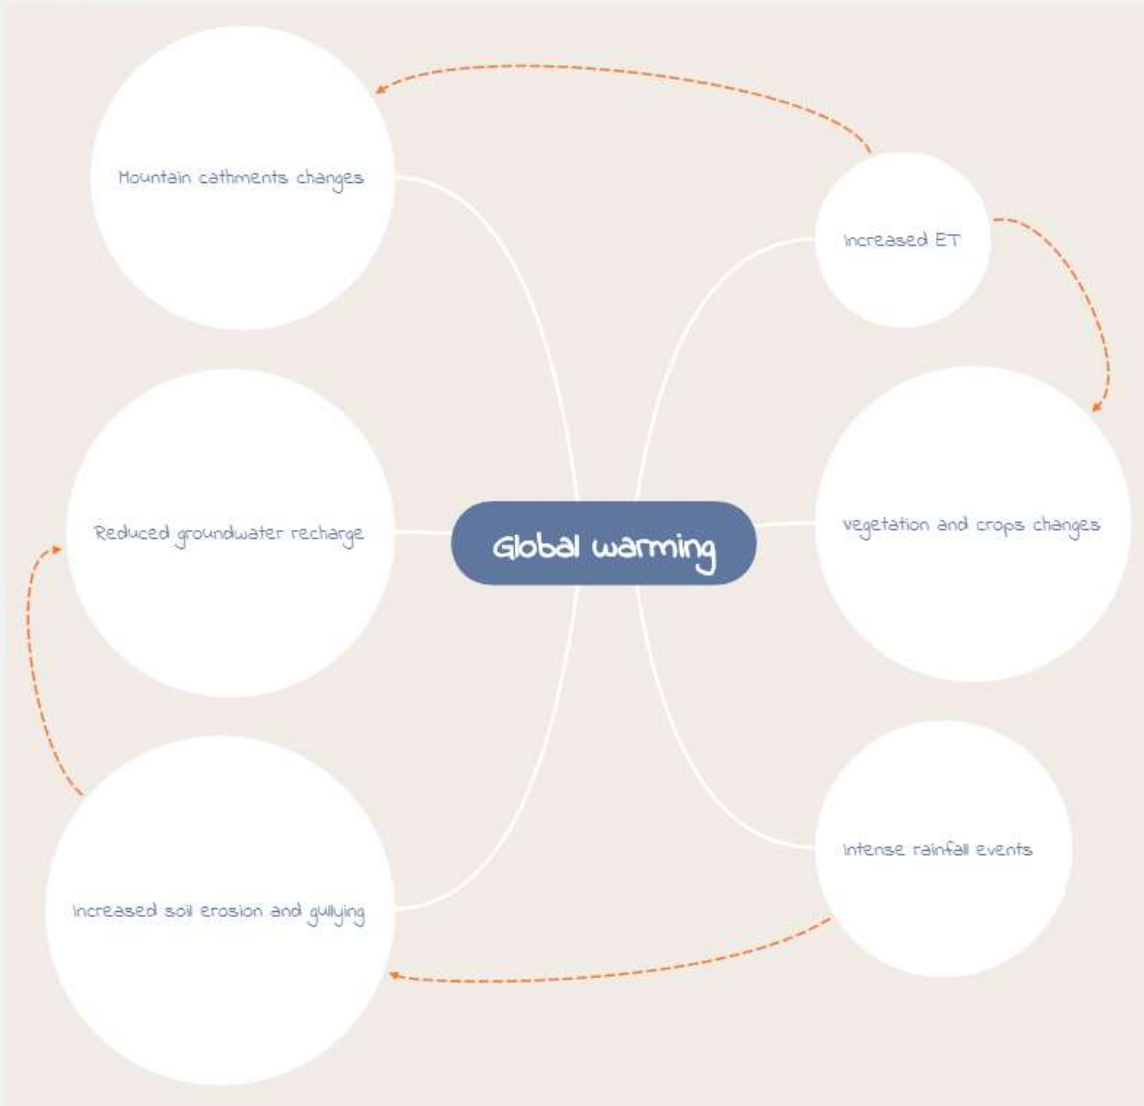 Mountain cathments changes
Increased ET
Reduced groundwater recharge
Global warming
vegetation and crops changes
Intense rainfall events
Increased soil erosion and gullying